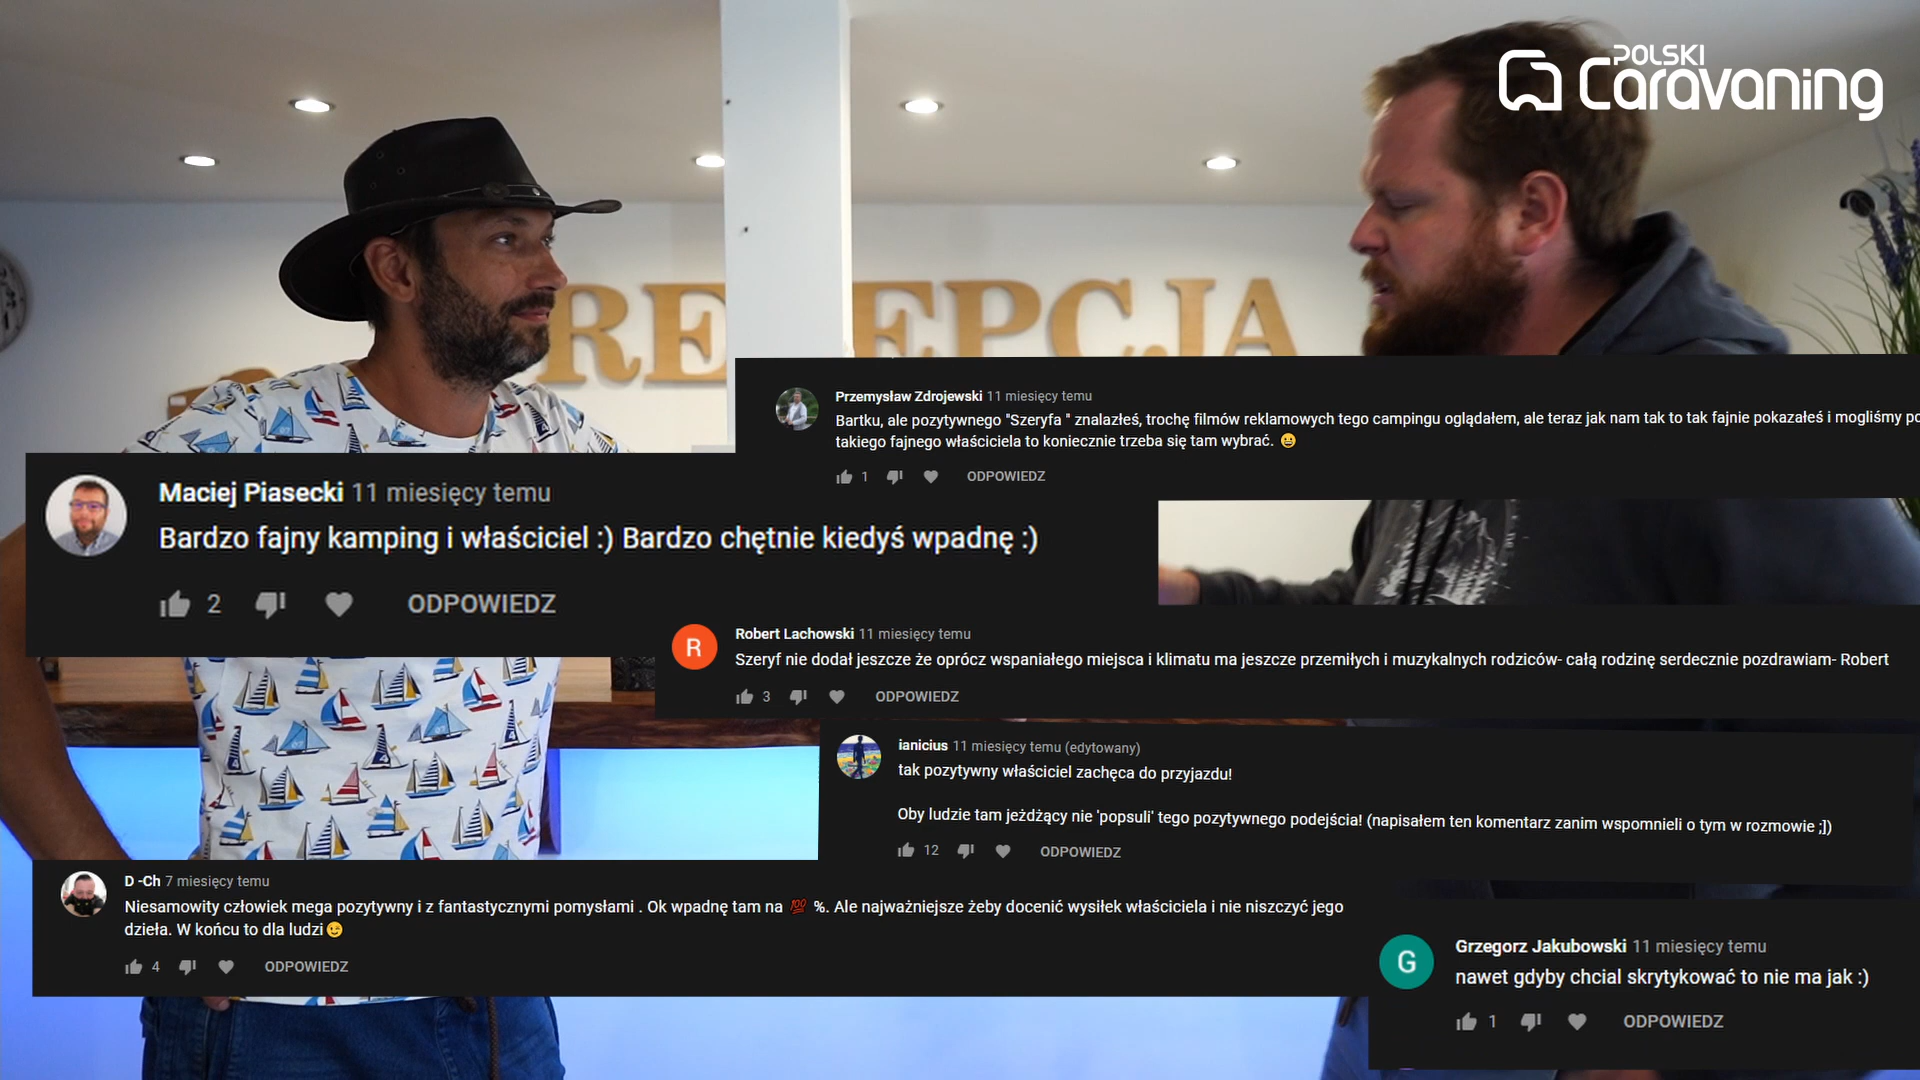 POLSKI
Caravaning
REJEPCJA
Przemysław Zdrojewski 11 miesięcy temu
Bartku, ale pozytywnego "Szeryfa " znalazłeś, trochę filmów reklamowych tego campingu oglądałem, ale teraz jak nam tak to tak fajnie pokazałeś i mogliśmy
takiego fajnego właściciela to koniecznie trzeba się tam wybrać. 😀
1 ODPOWIEDZ
Maciej Piasecki 11 miesięcy temu
Bardzo fajny kamping i właściciel :) Bardzo chętnie kiedyś wpadnę :)
2 ODPOWIEDZ
R
Robert Lachowski 11 miesięcy temu
Szeryf nie dodał jeszcze że oprócz wspaniałego miejsca i klimatu ma jeszcze przemiłych i muzykalnych rodziców- całą rodzinę serdecznie pozdrawiam- Robert
3 ODPOWIEDZ
ianicius 11 miesięcy temu (edytowany)
tak pozytywny właściciel zachęca do przyjazdu!
Oby ludzie tam jeżdżący nie 'popsuli' tego pozytywnego podejścia! (napisałem ten komentarz zanim wspomnieli o tym w rozmowie ;])
12 ODPOWIEDZ
D -Ch 7 miesięcy temu
Niesamowity człowiek mega pozytywny i z fantastycznymi pomysłami . Ok wpadnę tam na 💯 %. Ale najważniejsze żeby docenić wysiłek właściciela i nie niszczyć jego
dzieła. W końcu to dla ludzi😉
4 ODPOWIEDZ
G
Grzegorz Jakubowski 11 miesięcy temu
nawet gdyby chcial skrytykować to nie ma jak :)
1 ODPOWIEDZ